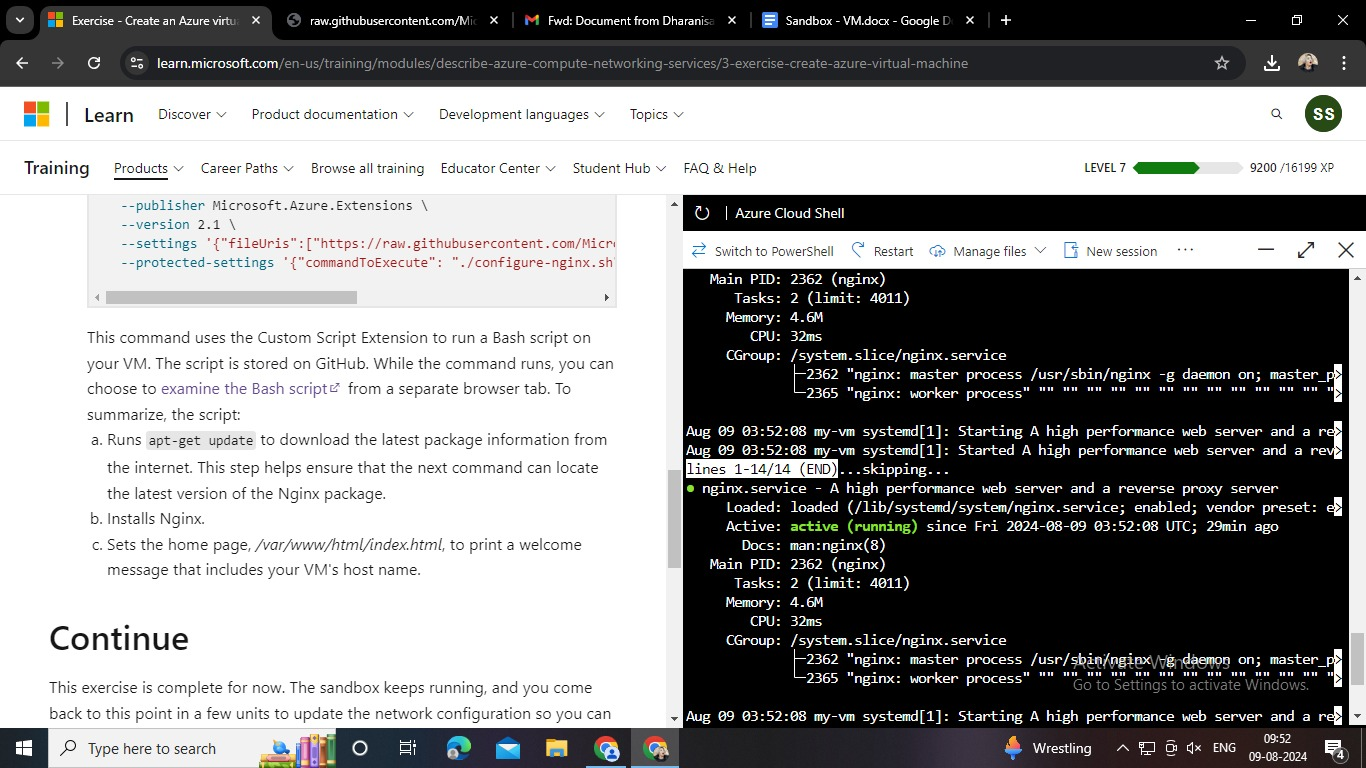 Exercise - Create an Azure virtu
raw.githubusercontent.com/Mic
Fwd: Document from Dharanisa
Sandbox - VM.docx - Google D
learn.microsoft.com/en-us/training/modules/describe-azure-compute-networking-services/3-exercise-create-azure-virtual-machine
Learn
Discover
Product documentation
Development languages
Topics
SS
Training
Products
Career Paths
Browse all training
Educator Center
Student Hub
FAQ & Help
LEVEL 7
9200 /16199 XP
--publisher Microsoft.Azure.Extensions \
--version 2.1 \
--settings '{"fileUris":["https://raw.githubusercontent.com/Micro
--protected-settings '{"commandToExecute": "./configure-nginx.sh"
This command uses the Custom Script Extension to run a Bash script on
your VM. The script is stored on GitHub. While the command runs, you can
choose to examine the Bash script from a separate browser tab. To
summarize, the script:
a. Runs apt-get update to download the latest package information from
the internet. This step helps ensure that the next command can locate
the latest version of the Nginx package.
b. Installs Nginx.
c. Sets the home page, /var/www/html/index.html, to print a welcome
message that includes your VM's host name.
Continue
This exercise is complete for now. The sandbox keeps running, and you come
back to this point in a few units to update the network configuration so you can
Azure Cloud Shell
Switch to PowerShell
Restart
Manage files
New session
Main PID: 2362 (nginx)
Tasks: 2 (limit: 4011)
Memory: 4.6M
CPU: 32ms
CGroup: /system.slice/nginx.service
├─2362 "nginx: master process /usr/sbin/nginx -g daemon on; master_p>
└─2365 "nginx: worker process" "" "" "" "" "" "" "" "" "" "" "" "" ">
Aug 09 03:52:08 my-vm systemd[1]: Starting A high performance web server and a re>
Aug 09 03:52:08 my-vm systemd[1]: Started A high performance web server and a rev>
lines 1-14/14 (END)...skipping...
● nginx.service - A high performance web server and a reverse proxy server
Loaded: loaded (/lib/systemd/system/nginx.service; enabled; vendor preset: e>
Active: active (running) since Fri 2024-08-09 03:52:08 UTC; 29min ago
Docs: man:nginx(8)
Main PID: 2362 (nginx)
Tasks: 2 (limit: 4011)
Memory: 4.6M
CPU: 32ms
CGroup: /system.slice/nginx.service
├─2362 "nginx: master process /usr/sbin/nginx -g daemon on; master_p>
└─2365 "nginx: worker process" "" "" "" "" "" "" "" "" "" "" "" "" ">
Aug 09 03:52:08 my-vm systemd[1]: Starting A high performance web server and a re>
Activate Windows
Go to Settings to activate Windows.
Type here to search
Wrestling
ENG
09:52
09-08-2024
4